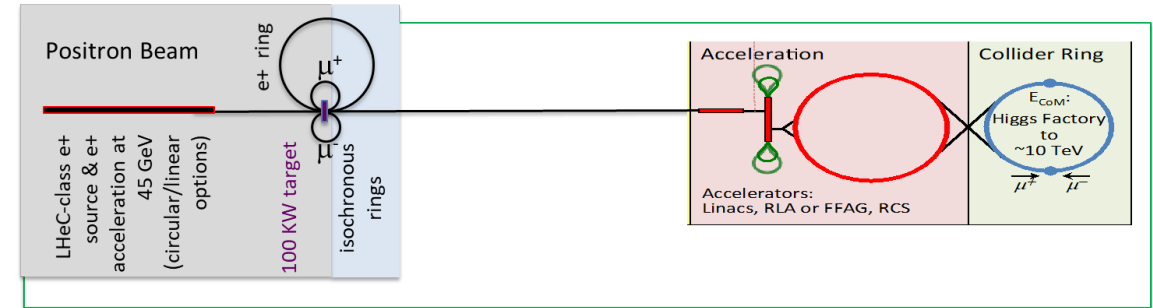 Positron Beam
LHeC-class e+
source & e+
acceleration at
45 GeV
(circular/linear
options)
e+ ring
μ+
μ-
100 KW target
isochronous
rings
Acceleration
Accelerators:
Linacs, RLA or FFAG, RCS
Collider Ring
ECoM:
Higgs Factory
to
~10 TeV
μ+ μ−